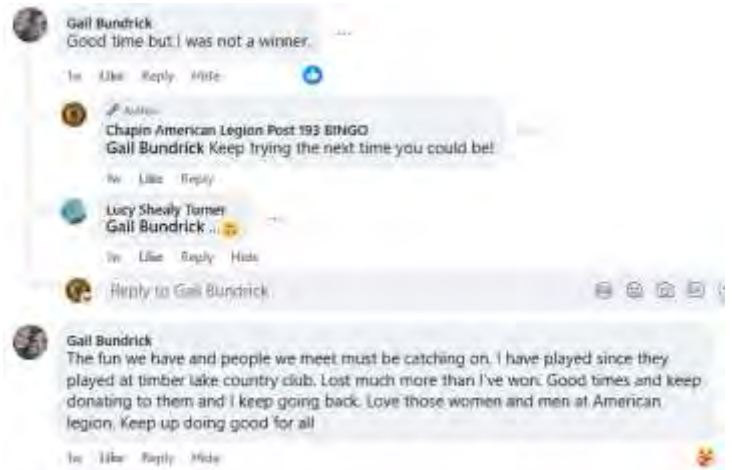 Gail Bundrick
Good time but I was not a winner.
1w Like Reply Hide
Author
Chapin American Legion Post 193 BINGO
Gail Bundrick Keep trying the next time you could be!
1w Like Reply
Lucy Shealy Turner
Gail Bundrick ...
1w Like Reply Hide
Reply to Gail Bundrick
Gail Bundrick
The fun we have and people we meet must be catching on. I have played since they
played at timber lake country club. Lost much more than I've won. Good times and keep
donating to them and I keep going back. Love those women and men at American
legion. Keep up doing good for all
1w Like Reply Hide